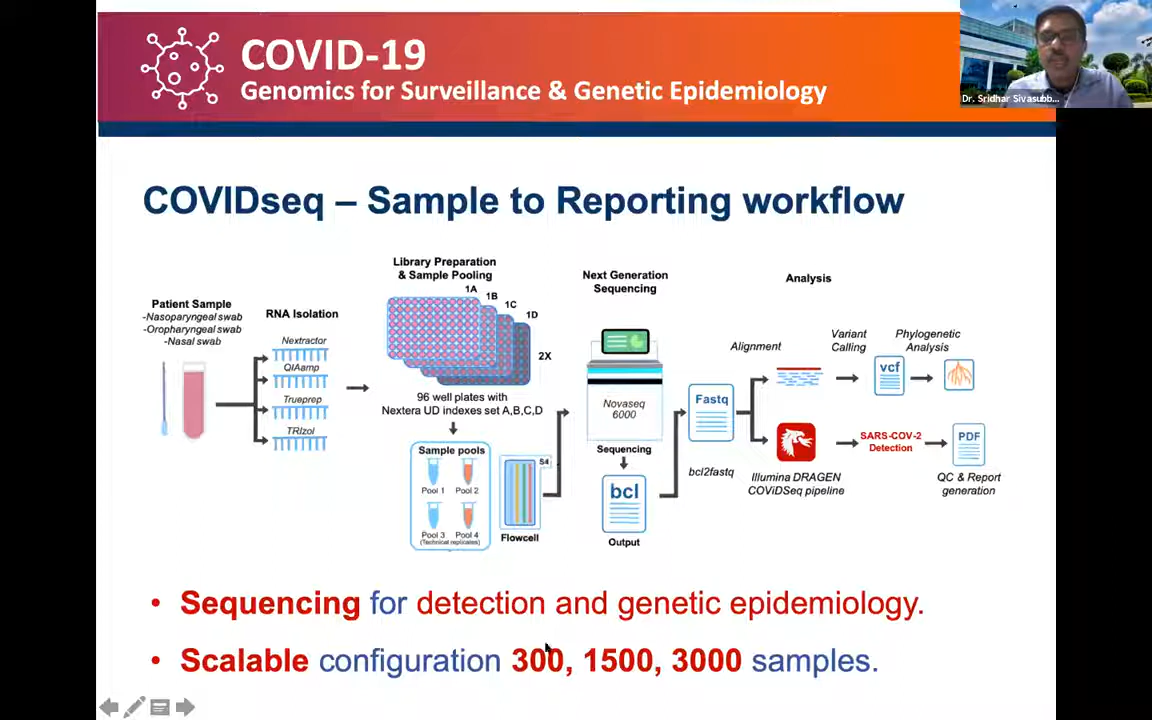 COVID-19
Genomics for Surveillance & Genetic Epidemiology
Dr. Sridhar Sivasubb...
COVIDseq – Sample to Reporting workflow
Patient Sample
-Nasoparyngeal swab
-Oropharyngeal swab
-Nasal swab
RNA Isolation
Nextractor
QIAamp
Trueprep
TRIzol
Library Preparation
& Sample Pooling
1A
1B
1C
1D
2X
96 well plates with
Nextera UD indexes set A,B,C,D
Sample pools
Pool 1
Pool 2
Pool 3
Pool 4
(Technical replicates)
S4
Flowcell
Next Generation
Sequencing
Novaseq
6000
Sequencing
bcl
Output
Fastq
bcl2fastq
Analysis
Alignment
Variant
Calling
vcf
Phylogenetic
Analysis
Illumina DRAGEN
COViDSeq pipeline
SARS-COV-2
Detection
PDF
QC & Report
generation
• Sequencing for detection and genetic epidemiology.
• Scalable configuration 300, 1500, 3000 samples.